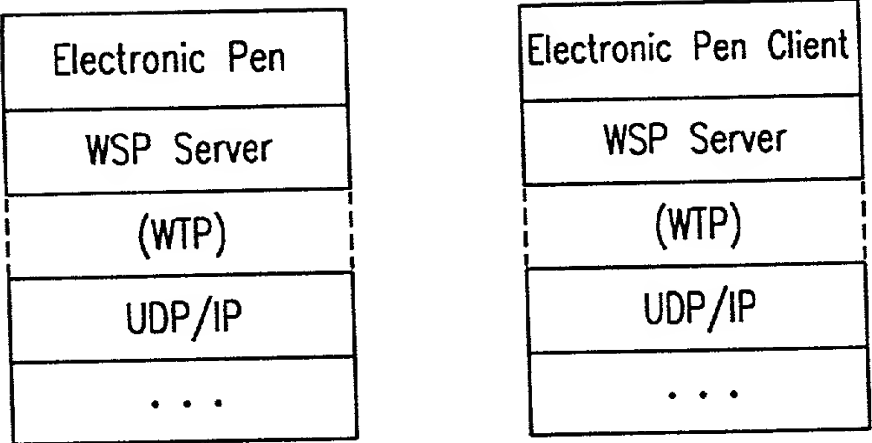 Electronic Pen
WSP Server
(WTP)
UDP/IP
. . .
Electronic Pen Client
WSP Server
(WTP)
UDP/IP
. . .